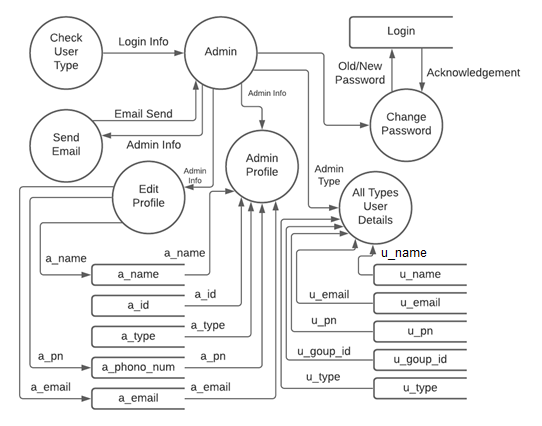 Check
User
Type
Login Info
Admin
Login
Old/New
Password
Acknowledgement
Change
Password
Email Send
Admin Info
Send
Email
Admin Info
Admin
Info
Admin
Profile
Admin
Type
Edit
Profile
All Types
User
Details
a_name
a_name
a_name
a_id
a_id
a_type
a_type
a_pn
a_phono_num
a_pn
a_email
a_email
a_email
u_name
u_name
u_email
u_email
u_pn
u_pn
u_goup_id
u_goup_id
u_type
u_type